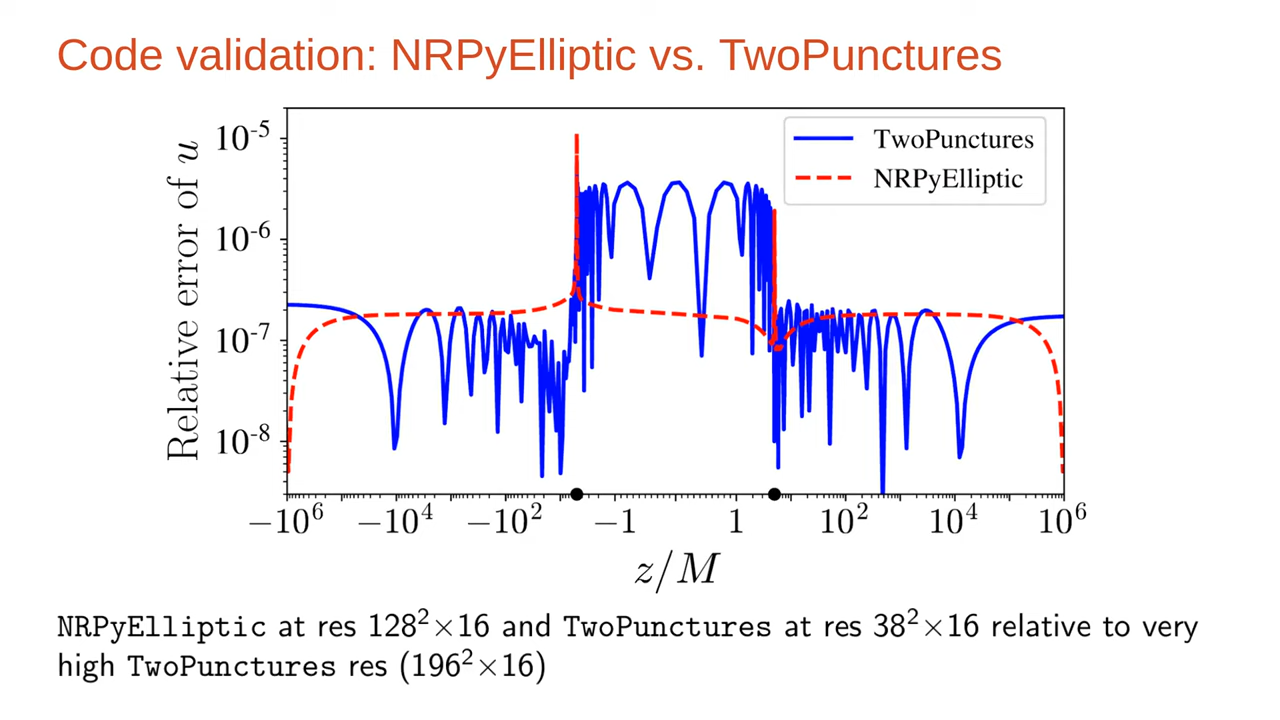 Code validation: NRPyElliptic vs. TwoPunctures
Relative error of u
10^-5
10^-6
10^-7
10^-8
TwoPunctures
NRPyElliptic
−10^6 −10^4 −10^2 −1 1 10^2 10^4 10^6
z/M
NRPyElliptic at res 128^2×16 and TwoPunctures at res 38^2×16 relative to very
high TwoPunctures res (196^2×16)